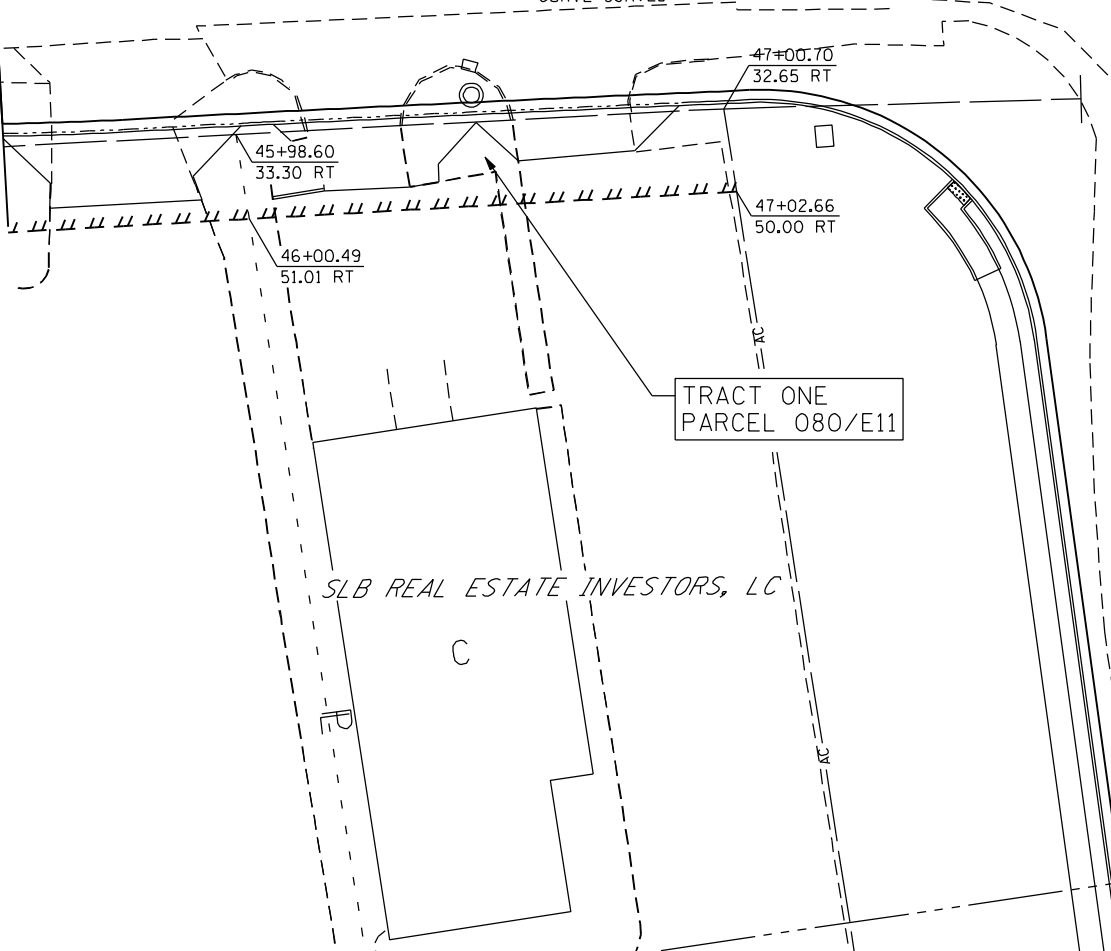 47+00.70
32.65 RT
45+98.60
33.30 RT
47+02.66
50.00 RT
46+00.49
51.01 RT
AC
TRACT ONE
PARCEL 080/E11
SLB REAL ESTATE INVESTORS, LC
C
PL
AC